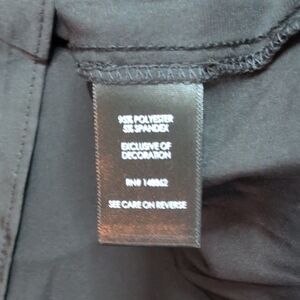 95% POLYESTER
5% SPANDEX
EXCLUSIVE OF
DECORATION
RN# 148862
SEE CARE ON REVERSE